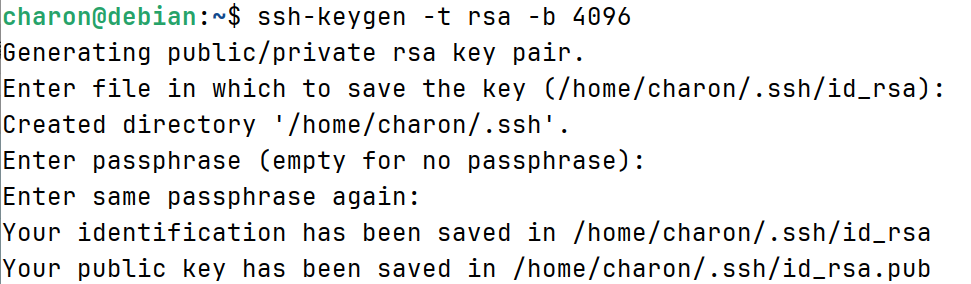 charon@debian:~$ ssh-keygen -t rsa -b 4096
Generating public/private rsa key pair.
Enter file in which to save the key (/home/charon/.ssh/id_rsa):
Created directory '/home/charon/.ssh'.
Enter passphrase (empty for no passphrase):
Enter same passphrase again:
Your identification has been saved in /home/charon/.ssh/id_rsa
Your public key has been saved in /home/charon/.ssh/id_rsa.pub